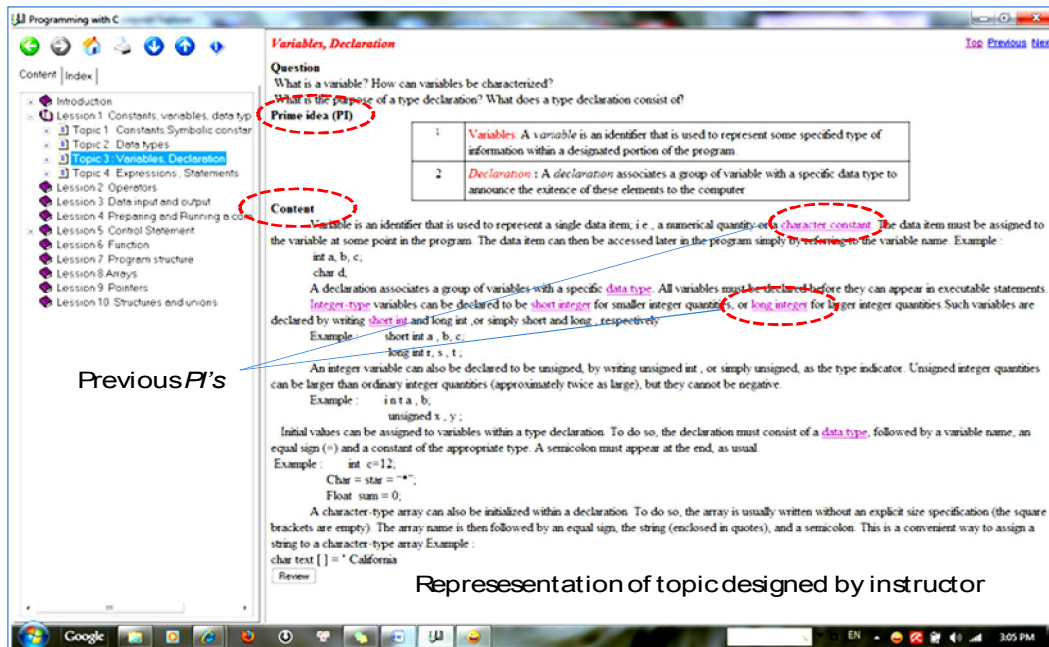 Programming with C
Variables, Declaration
Top Previous Nex
Content Index
Introduction
Lession 1 Constants, variables, data typ
Topic 1 Constants.Symbolic constar
Topic 2 Data types
Topic 3 : Variables, Declaration
Topic 4 Expressions, Statements
Lession 2 Operators
Lession 3 Data input and output
Lession 4 Preparing and Running a com
Lession 5 Control Statement
Lession 6 Function
Lession 7 Program structure
Lession 8.Arrays
Lession 9 Pointers
Lession 10 Structures and unions
Question
What is a variable? How can variables be characterized?
What is the purpose of a type declaration? What does a type declaration consist of!
Prime idea (PI)
1 Variables: A variable is an identifier that is used to represent some specified type of
information within a designated portion of the program.
2 Declaration : A declaration associates a group of variable with a specific data type to
announce the exitence of these elements to the computer
Content
Variable is an identifier that is used to represent a single data item; i.e., a numerical quantity or a character constant. The data item must be assigned to
the variable at some point in the program. The data item can then be accessed later in the program simply by referring to the variable name. Example :
int a, b, c;
char d;
A declaration associates a group of variables with a specific data type. All variables must be declared before they can appear in executable statements.
Integer-type variables can be declared to be short integer for smaller integer quantities, or long integer for larger integer quantities.Such variables are
declared by writing short int and long int ,or simply short and long , respectively
Example : short int a , b, c;
long int r, s , t ;
An integer variable can also be declared to be unsigned, by writing unsigned int , or simply unsigned, as the type indicator. Unsigned integer quantities
can be larger than ordinary integer quantities (approximately twice as large), but they cannot be negative.
Example : i n t a , b;
unsigned x , y ;
Initial values can be assigned to variables within a type declaration. To do so, the declaration must consist of a data type, followed by a variable name, an
equal sign (=) and a constant of the appropriate type. A semicolon must appear at the end, as usual.
Example : int c=12;
Char = star = "*";
Float sum = 0;
A character-type array can also be initialized within a declaration. To do so, the array is usually written without an explicit size specification (the square
brackets are empty). The array name is then followed by an equal sign, the string (enclosed in quotes), and a semicolon. This is a convenient way to assign a
string to a character-type array.Example :
char text [ ] = " California
Review
Previous PI's
Represesentation of topic designed by instructor
Google
EN
3:05 PM